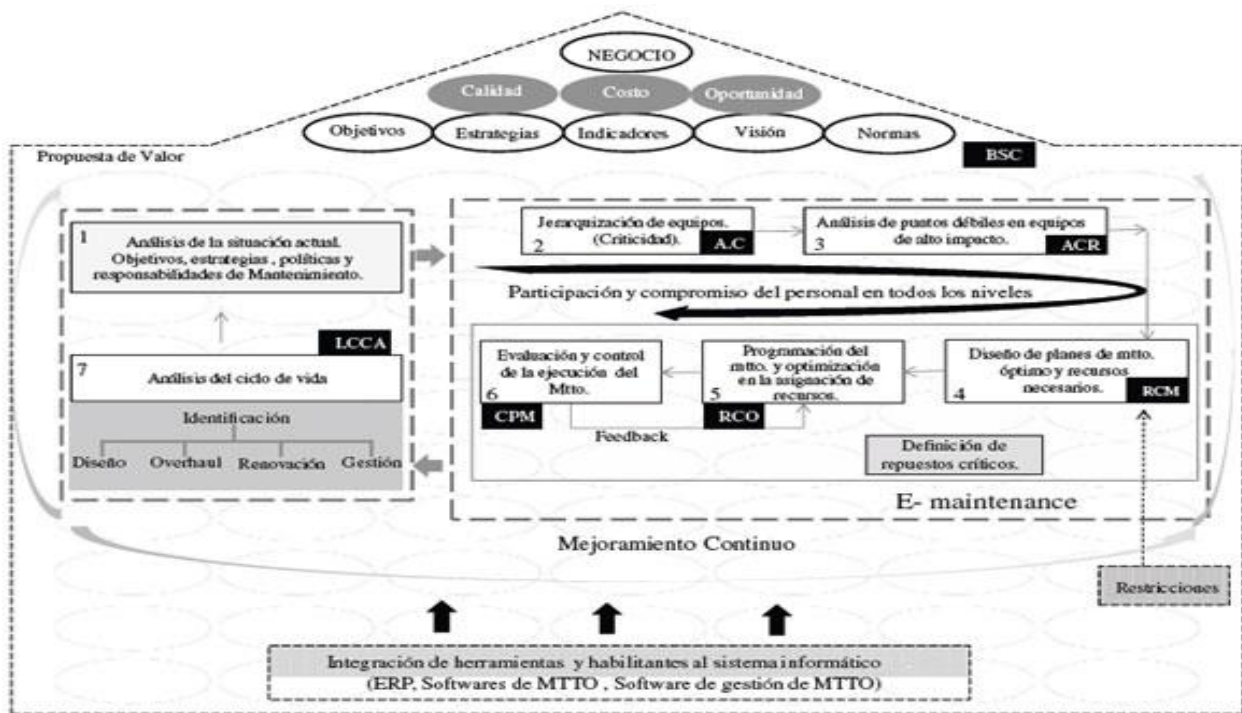 NEGOCIO
Calidad Costo Oportunidad
Objetivos Estrategias Indicadores Visión Normas
Propuesta de Valor
BSC
1
Análisis de la situación actual.
Objetivos, estrategias , políticas y
responsabilidades de Mantenimiento.
Jerarquización de equipos.
(Criticidad).
2
A.C
Análisis de puntos débiles en equipos
de alto impacto.
3
ACR
Participación y compromiso del personal en todos los niveles
LCCA
7
Análisis del ciclo de vida
Identificación
Diseño Overhaul Renovación Gestión
Evaluación y control
de la ejecución del
Mtto.
6
CPM
Programación del
mtto. y optimización
en la asignación de
recursos.
5
RCO
Diseño de planes de mtto.
óptimo y recursos
necesarios.
4
RCM
Feedback
Definición de
repuestos críticos.
E- maintenance
Mejoramiento Continuo
Restricciones
Integración de herramientas y habilitantes al sistema informático
(ERP, Softwares de MTTO , Software de gestión de MTTO)